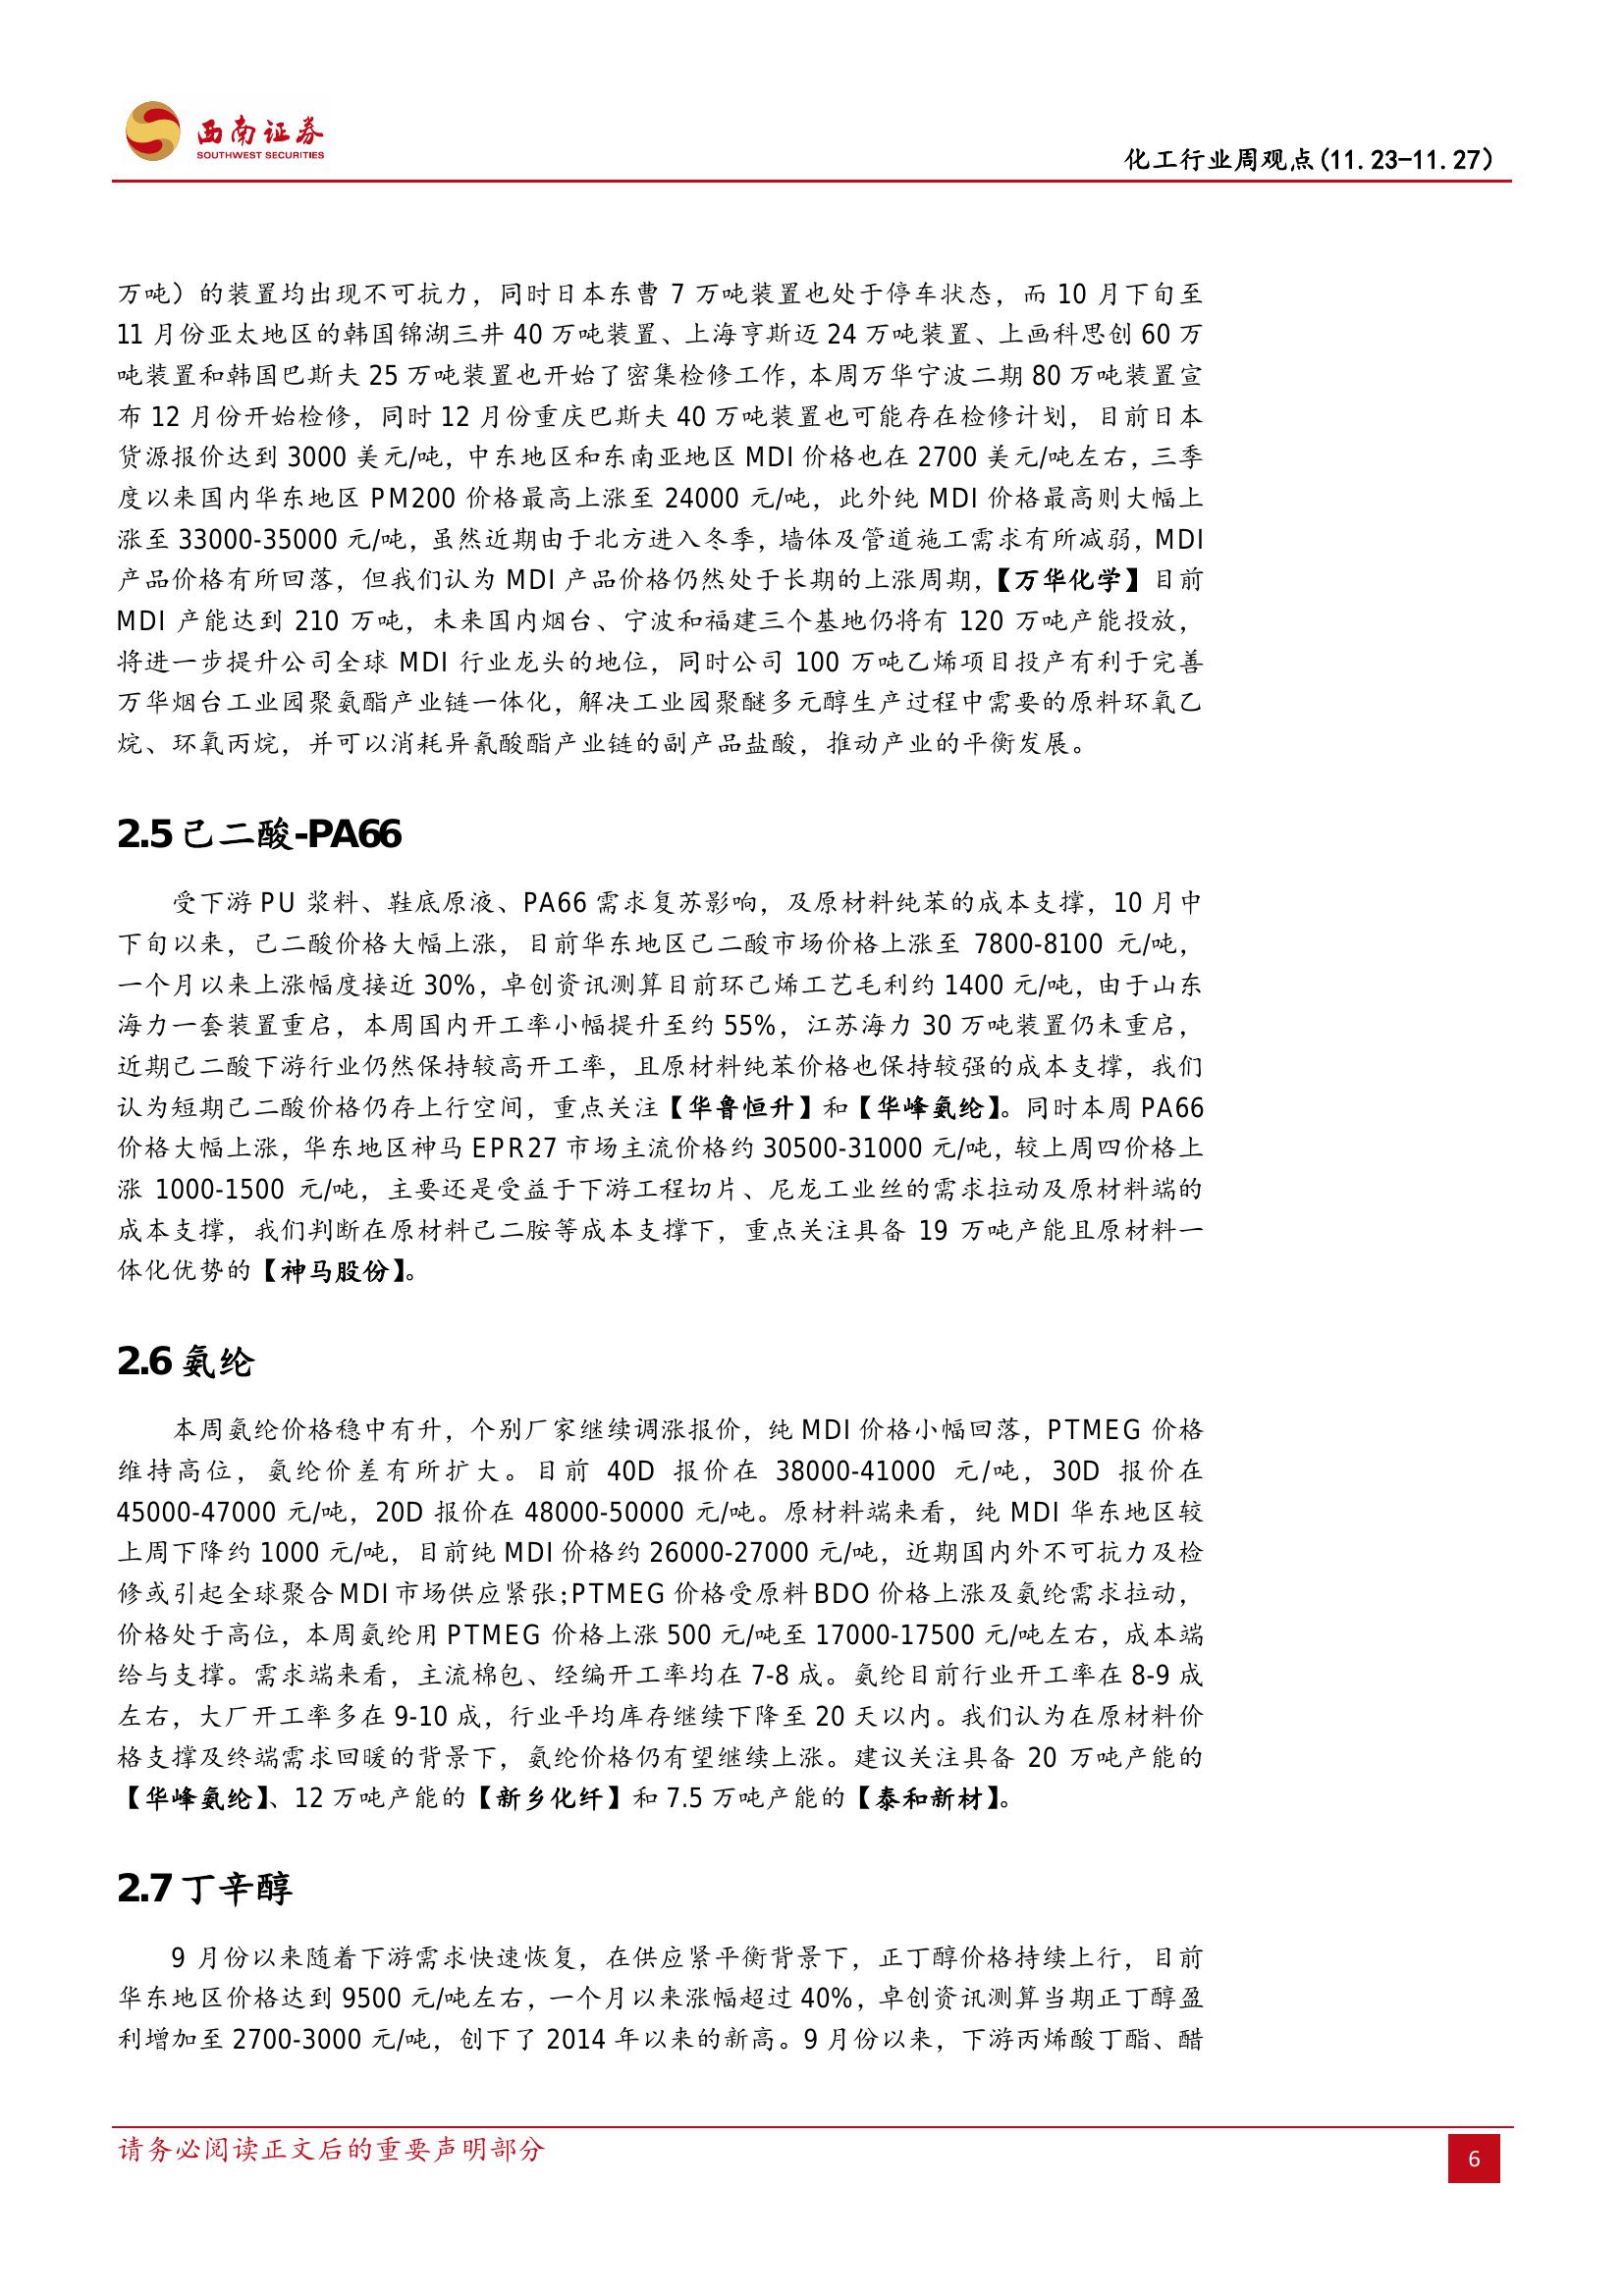 西南证券
SOUTHWEST SECURITIES
化工行业周观点(11.23-11.27)
万吨）的装置均出现不可抗力，同时日本东曹 7 万吨装置也处于停车状态，而 10 月下旬至
11 月份亚太地区的韩国锦湖三井 40 万吨装置、上海亨斯迈 24 万吨装置、上画科思创 60 万
吨装置和韩国巴斯夫 25 万吨装置也开始了密集检修工作，本周万华宁波二期 80 万吨装置宣
布 12 月份开始检修，同时 12 月份重庆巴斯夫 40 万吨装置也可能存在检修计划，目前日本
货源报价达到 3000 美元/吨，中东地区和东南亚地区 MDI 价格也在 2700 美元/吨左右，三季
度以来国内华东地区 PM200 价格最高上涨至 24000 元/吨，此外纯 MDI 价格最高则大幅上
涨至 33000-35000 元/吨，虽然近期由于北方进入冬季，墙体及管道施工需求有所减弱，MDI
产品价格有所回落，但我们认为 MDI 产品价格仍然处于长期的上涨周期，【万华化学】目前
MDI 产能达到 210 万吨，未来国内烟台、宁波和福建三个基地仍将有 120 万吨产能投放，
将进一步提升公司全球 MDI 行业龙头的地位，同时公司 100 万吨乙烯项目投产有利于完善
万华烟台工业园聚氨酯产业链一体化，解决工业园聚醚多元醇生产过程中需要的原料环氧乙
烷、环氧丙烷，并可以消耗异氰酸酯产业链的副产品盐酸，推动产业的平衡发展。
2.5 己二酸-PA66
受下游 PU 浆料、鞋底原液、PA66 需求复苏影响，及原材料纯苯的成本支撑，10 月中
下旬以来，己二酸价格大幅上涨，目前华东地区己二酸市场价格上涨至 7800-8100 元/吨，
一个月以来上涨幅度接近 30%，卓创资讯测算目前环己烯工艺毛利约 1400 元/吨，由于山东
海力一套装置重启，本周国内开工率小幅提升至约 55%，江苏海力 30 万吨装置仍未重启，
近期己二酸下游行业仍然保持较高开工率，且原材料纯苯价格也保持较强的成本支撑，我们
认为短期己二酸价格仍存上行空间，重点关注【华鲁恒升】和【华峰氨纶】。同时本周 PA66
价格大幅上涨，华东地区神马 EPR27 市场主流价格约 30500-31000 元/吨，较上周四价格上
涨 1000-1500 元/吨，主要还是受益于下游工程切片、尼龙工业丝的需求拉动及原材料端的
成本支撑，我们判断在原材料己二胺等成本支撑下，重点关注具备 19 万吨产能且原材料一
体化优势的【神马股份】。
2.6 氨纶
本周氨纶价格稳中有升，个别厂家继续调涨报价，纯 MDI 价格小幅回落，PTMEG 价格
维持高位，氨纶价差有所扩大。目前 40D 报价在 38000-41000 元/吨，30D 报价在
45000-47000 元/吨，20D 报价在 48000-50000 元/吨。原材料端来看，纯 MDI 华东地区较
上周下降约 1000 元/吨，目前纯 MDI 价格约 26000-27000 元/吨，近期国内外不可抗力及检
修或引起全球聚合 MDI 市场供应紧张；PTMEG 价格受原料 BDO 价格上涨及氨纶需求拉动，
价格处于高位，本周氨纶用 PTMEG 价格上涨 500 元/吨至 17000-17500 元/吨左右，成本端
给与支撑。需求端来看，主流棉包、经编开工率均在 7-8 成。氨纶目前行业开工率在 8-9 成
左右，大厂开工率多在 9-10 成，行业平均库存继续下降至 20 天以内。我们认为在原材料价
格支撑及终端需求回暖的背景下，氨纶价格仍有望继续上涨。建议关注具备 20 万吨产能的
【华峰氨纶】、12 万吨产能的【新乡化纤】和 7.5 万吨产能的【泰和新材】。
2.7 丁辛醇
9 月份以来随着下游需求快速恢复，在供应紧平衡背景下，正丁醇价格持续上行，目前
华东地区价格达到 9500 元/吨左右，一个月以来涨幅超过 40%，卓创资讯测算当期正丁醇盈
利增加至 2700-3000 元/吨，创下了 2014 年以来的新高。9 月份以来，下游丙烯酸丁酯、醋
请务必阅读正文后的重要声明部分
6